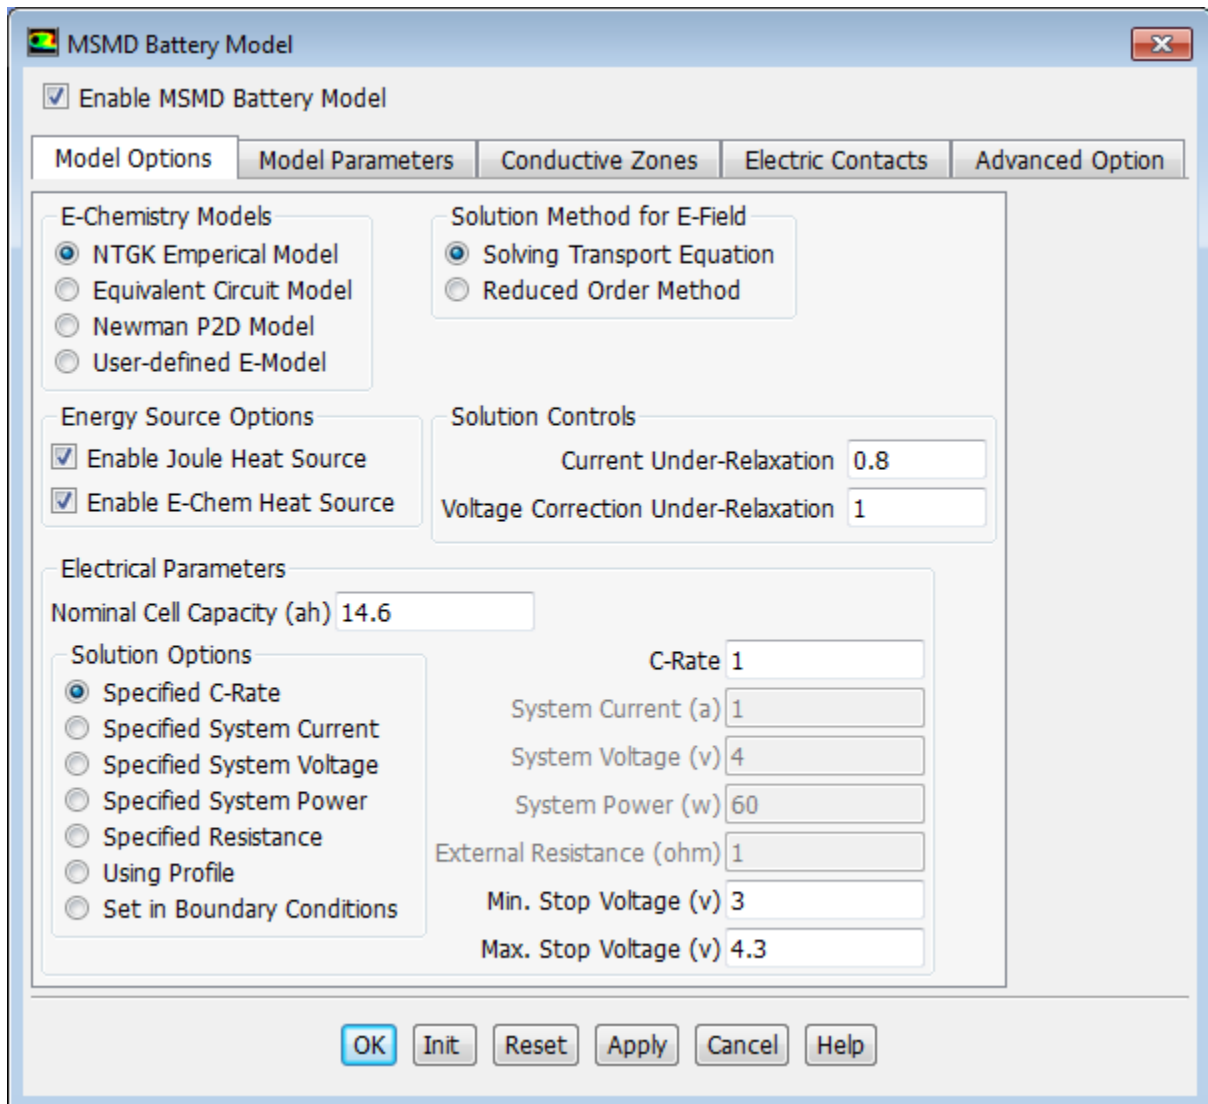 MSMD Battery Model
Enable MSMD Battery Model
Model Options Model Parameters Conductive Zones Electric Contacts Advanced Option
E-Chemistry Models
NTGK Emperical Model
Equivalent Circuit Model
Newman P2D Model
User-defined E-Model
Solution Method for E-Field
Solving Transport Equation
Reduced Order Method
Energy Source Options
Enable Joule Heat Source
Enable E-Chem Heat Source
Solution Controls
Current Under-Relaxation 0.8
Voltage Correction Under-Relaxation 1
Electrical Parameters
Nominal Cell Capacity (ah) 14.6
Solution Options
Specified C-Rate
Specified System Current
Specified System Voltage
Specified System Power
Specified Resistance
Using Profile
Set in Boundary Conditions
C-Rate 1
System Current (a) 1
System Voltage (v) 4
System Power (w) 60
External Resistance (ohm) 1
Min. Stop Voltage (v) 3
Max. Stop Voltage (v) 4.3
OK Init Reset Apply Cancel Help